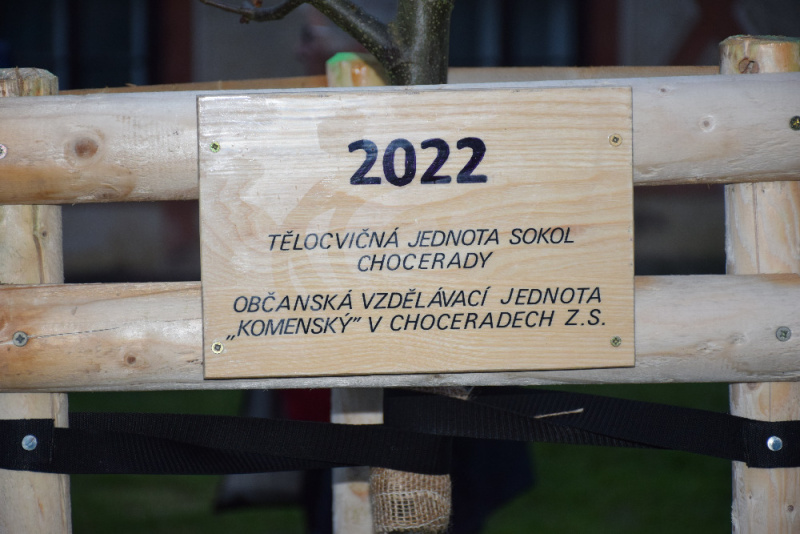 2022
TĚLOCVIČNÁ JEDNOTA SOKOL
CHOCERADY
OBČANSKÁ VZDĚLÁVACÍ JEDNOTA
„KOMENSKÝ" V CHOCERADECH Z.S.